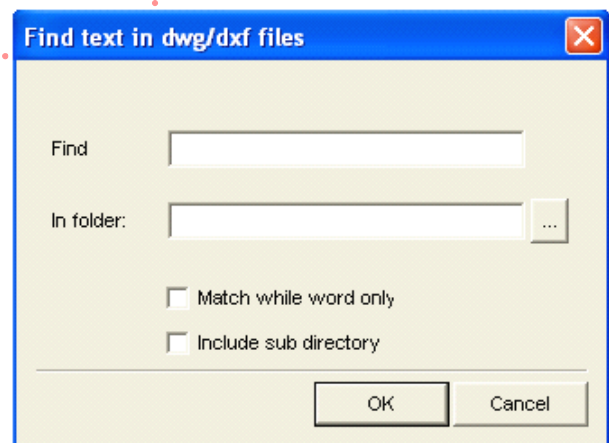 Find text in dwg/dxf files
Find
In folder:
...
Match while word only
Include sub directory
OK Cancel